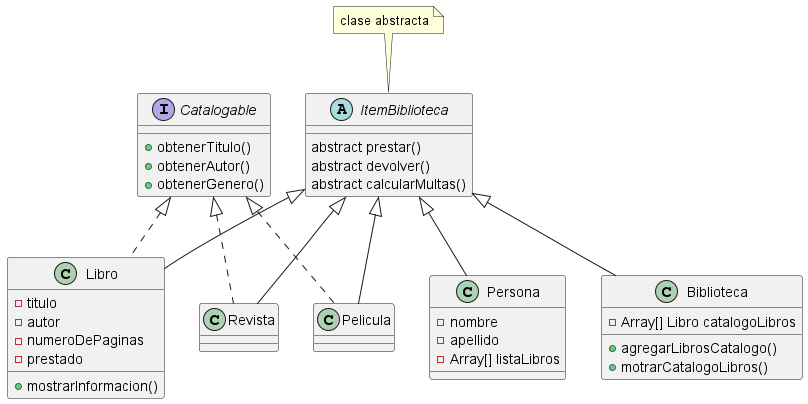 clase abstracta
I Catalogable
obtenerTitulo()
obtenerAutor()
obtenerGenero()
A ItemBiblioteca
abstract prestar()
abstract devolver()
abstract calcularMultas()
C Libro
titulo
autor
numeroDePaginas
prestado
mostrarInformacion()
C Revista
C Pelicula
C Persona
nombre
apellido
Array[] listaLibros
C Biblioteca
Array[] Libro catalogoLibros
agregarLibrosCatalogo()
motrarCatalogoLibros()